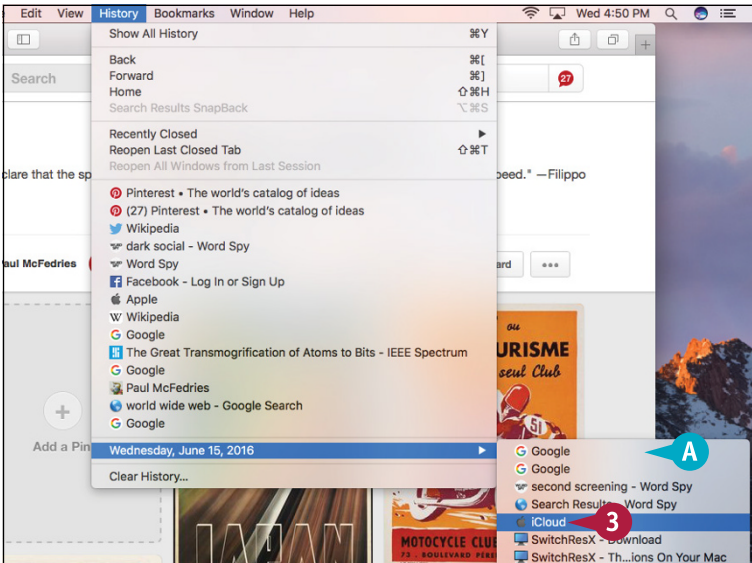 Edit View History Bookmarks Window Help Wed 4:50 PM
Show All History ⌘Y
Search
27
Back ⌘[
Forward ⌘]
Home ⇧⌘H
Search Results SnapBack ⌥⌘S
Recently Closed ▶
Reopen Last Closed Tab ⇧⌘T
Reopen All Windows from Last Session
clare that the sp
peed." —Filippo
Pinterest • The world's catalog of ideas
(27) Pinterest • The world's catalog of ideas
Wikipedia
dark social - Word Spy
Word Spy
aul McFedries
ard
Facebook - Log In or Sign Up
Apple
W Wikipedia
Google
The Great Transmogrification of Atoms to Bits - IEEE Spectrum
Google
Paul McFedries
world wide web - Google Search
Google
ou
URISME
seul Club
51
Add a Pin
Wednesday, June 15, 2016 ▶
Clear History...
Google
A
Google
second screening - Word Spy
Search Results Word Spy
iCloud
3
SwitchResX - Download
SwitchResX - Th...ions On Your Mac
MOTOCYCLE CLUB
73 . BOULEVARD